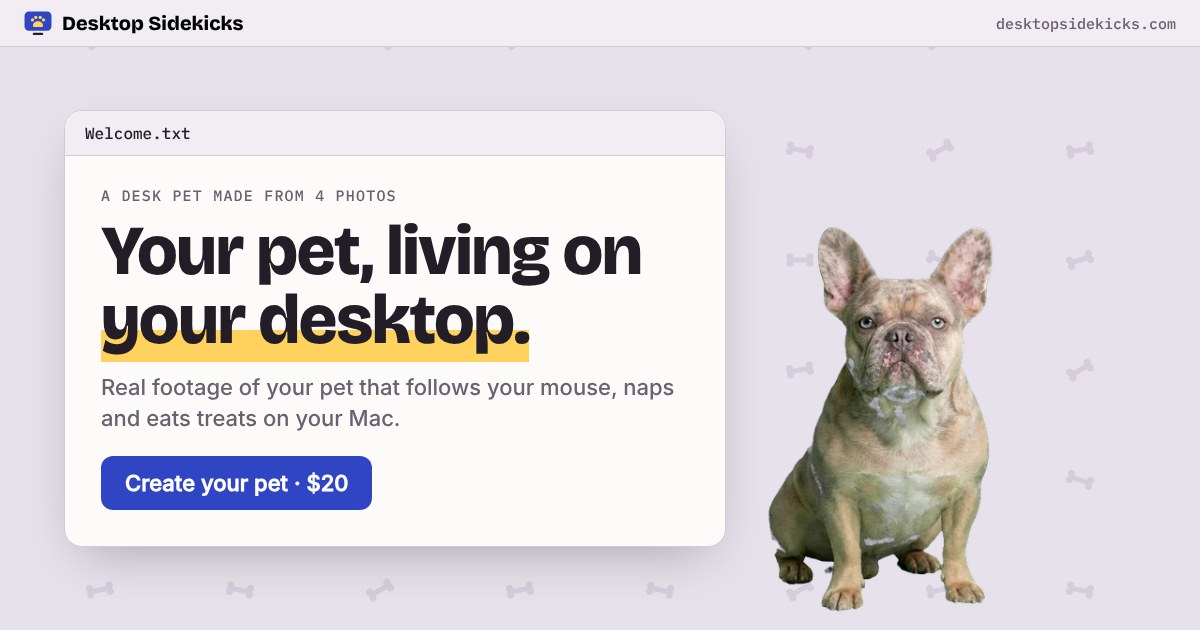 Desktop Sidekicks
desktopsidekicks.com
Welcome.txt
A DESK PET MADE FROM 4 PHOTOS
Your pet, living on
your desktop.
Real footage of your pet that follows your mouse, naps
and eats treats on your Mac.
Create your pet · $20